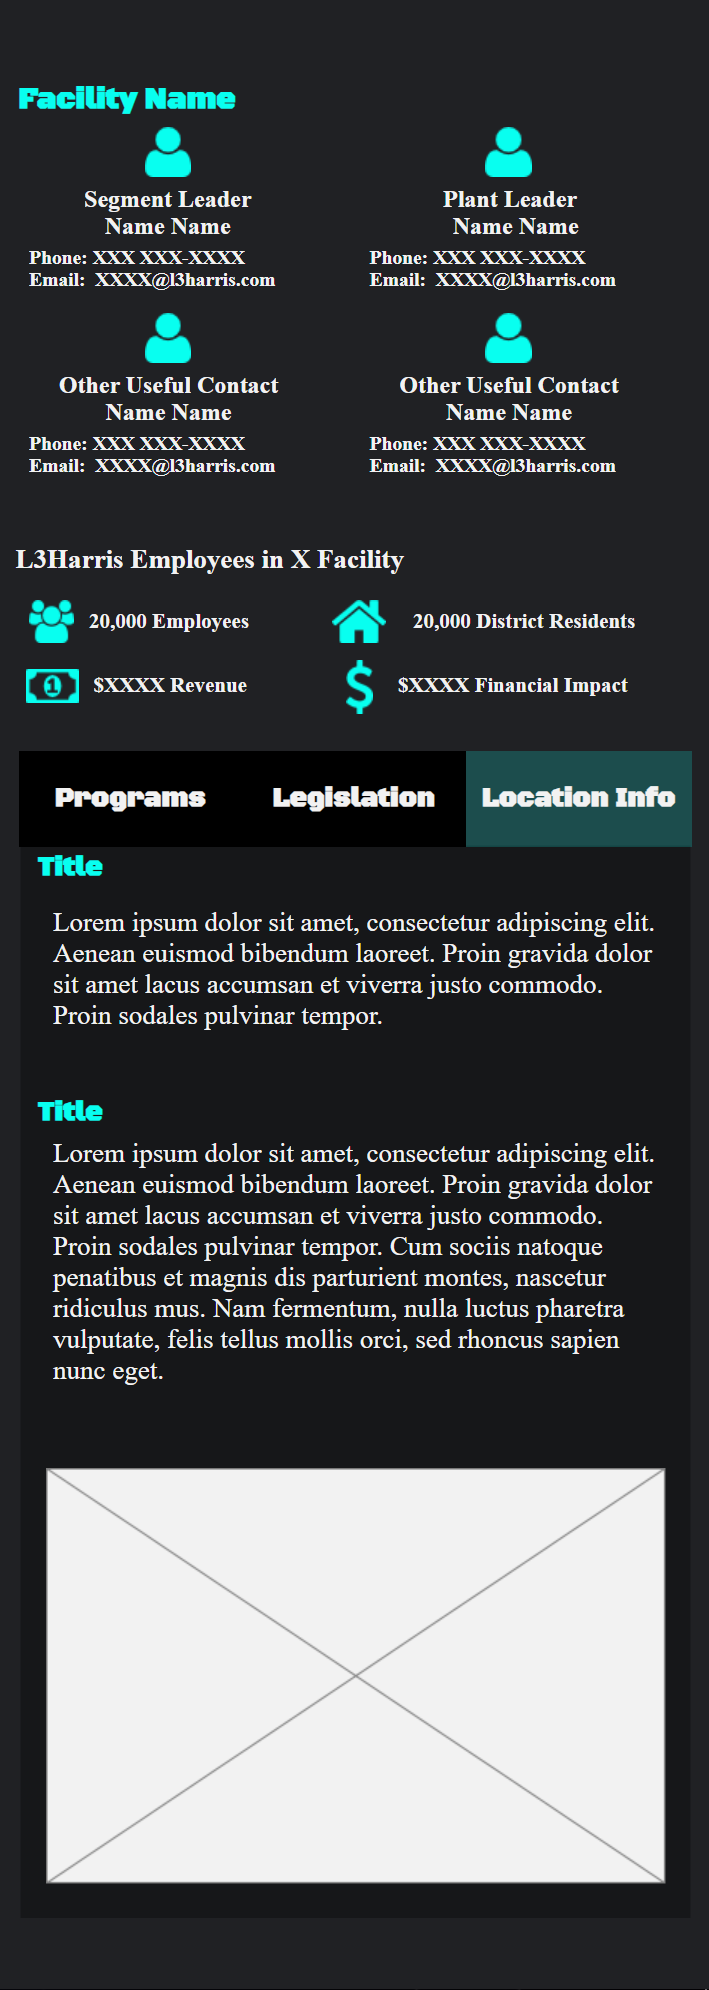 Facility Name
Segment Leader
Name Name
Phone: XXX XXX-XXXX
Email: XXXX@l3harris.com
Plant Leader
Name Name
Phone: XXX XXX-XXXX
Email: XXXX@l3harris.com
Other Useful Contact
Name Name
Phone: XXX XXX-XXXX
Email: XXXX@l3harris.com
Other Useful Contact
Name Name
Phone: XXX XXX-XXXX
Email: XXXX@l3harris.com
L3Harris Employees in X Facility
20,000 Employees
20,000 District Residents
1
$XXXX Revenue
$
$XXXX Financial Impact
Programs
Legislation
Location Info
Title
Lorem ipsum dolor sit amet, consectetur adipiscing elit.
Aenean euismod bibendum laoreet. Proin gravida dolor
sit amet lacus accumsan et viverra justo commodo.
Proin sodales pulvinar tempor.
Title
Lorem ipsum dolor sit amet, consectetur adipiscing elit.
Aenean euismod bibendum laoreet. Proin gravida dolor
sit amet lacus accumsan et viverra justo commodo.
Proin sodales pulvinar tempor. Cum sociis natoque
penatibus et magnis dis parturient montes, nascetur
ridiculus mus. Nam fermentum, nulla luctus pharetra
vulputate, felis tellus mollis orci, sed rhoncus sapien
nunc eget.